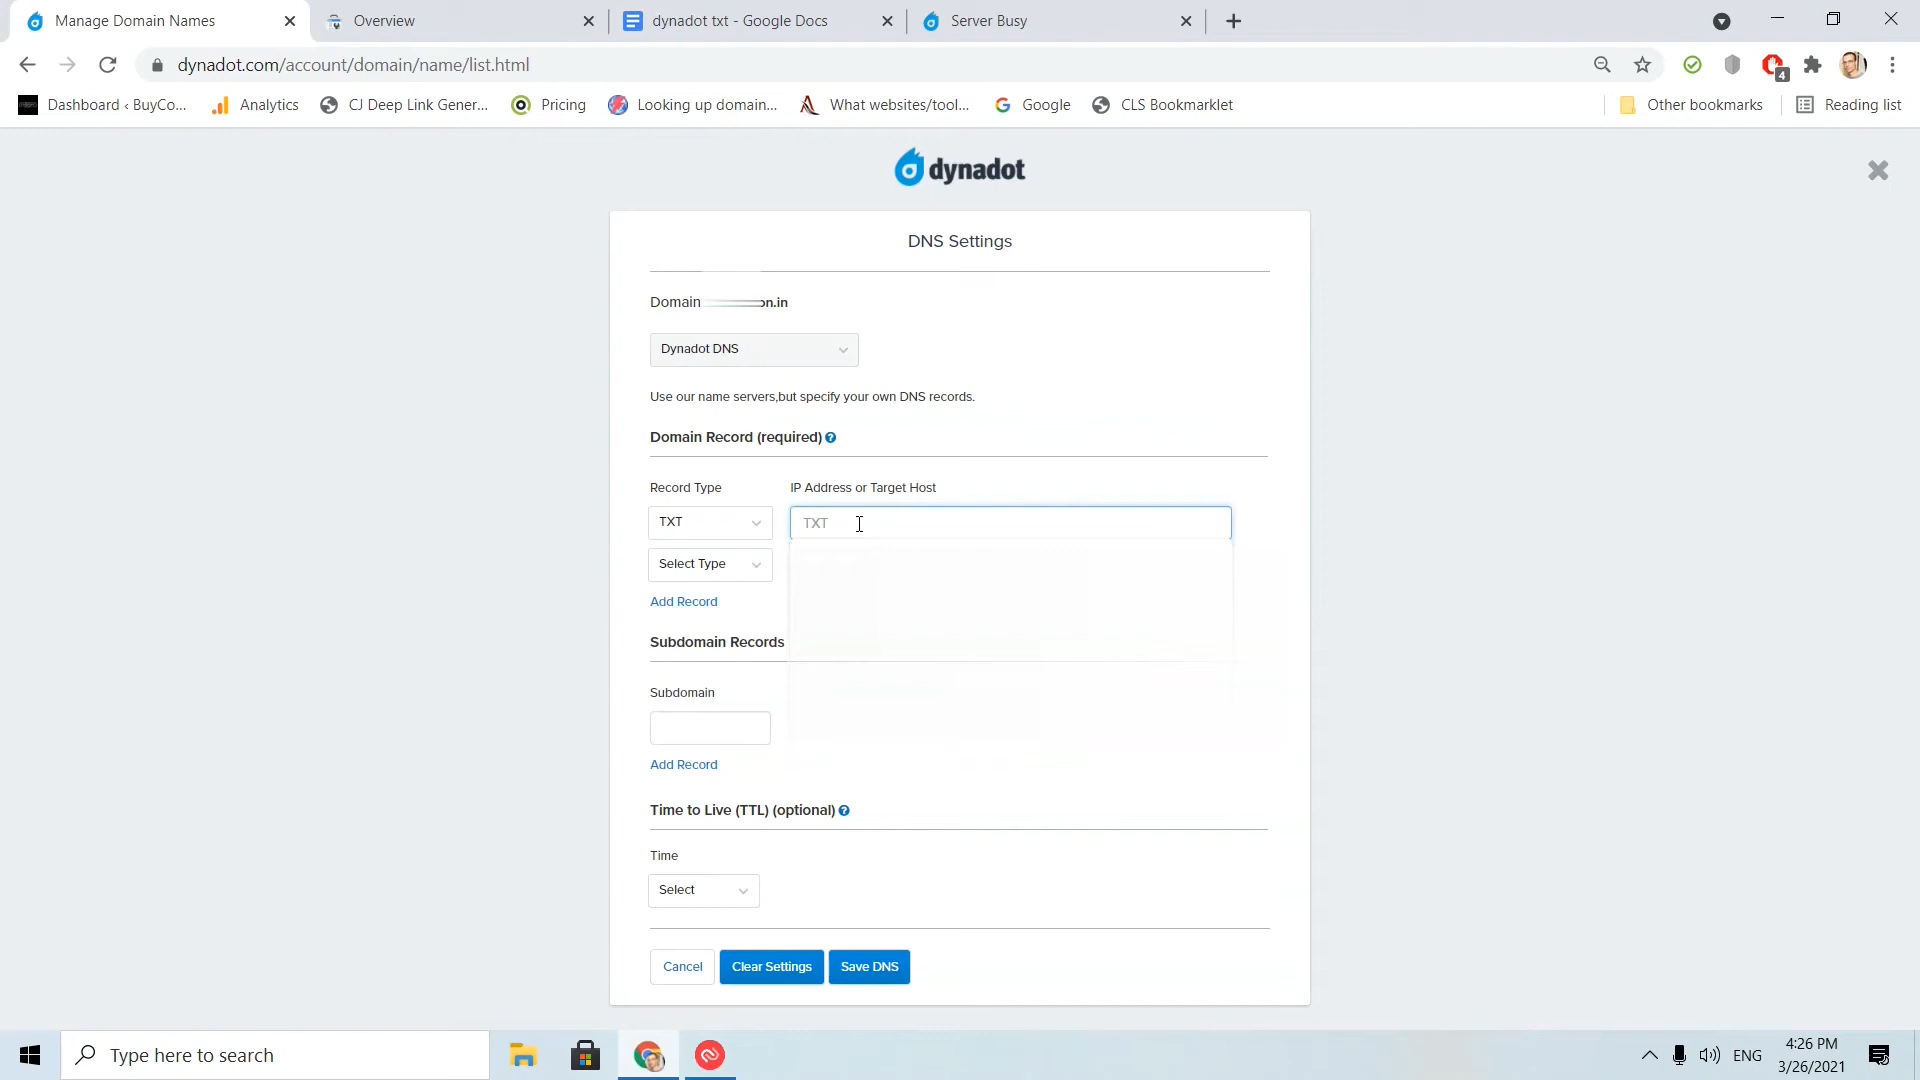 Manage Domain Names
Overview
dynadot txt - Google Docs
Server Busy
dynadot.com/account/domain/name/list.html
4
Dashboard ‹ BuyCo...
Analytics
CJ Deep Link Gener...
Pricing
Looking up domain...
What websites/tool...
Google
CLS Bookmarklet
Other bookmarks
Reading list
dynadot
DNS Settings
Domain on.in
Dynadot DNS
Use our name servers,but specify your own DNS records.
Domain Record (required) ?
Record Type
IP Address or Target Host
TXT
TXT
Select Type
Add Record
Subdomain Records
Subdomain
Add Record
Time to Live (TTL) (optional) ?
Time
Select
Cancel
Clear Settings
Save DNS
Type here to search
ENG
4:26 PM
3/26/2021